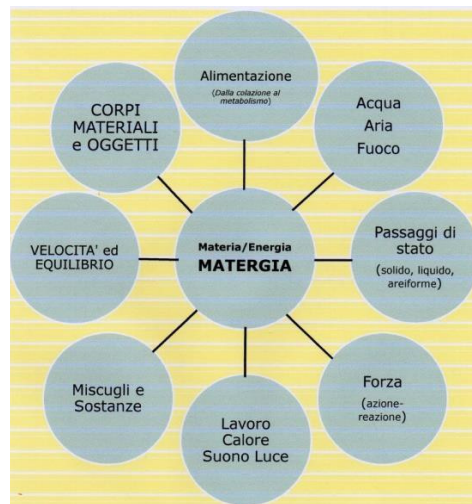 Alimentazione
(Dalla colazione al
metabolismo)
Acqua
Aria
Fuoco
Passaggi di
stato
(solido, liquido,
areiforme)
Forza
(azione-
reazione)
Lavoro
Calore
Suono Luce
Miscugli e
Sostanze
VELOCITA' ed
EQUILIBRIO
CORPI
MATERIALI
e OGGETTI
Materia/Energia
MATERGIA